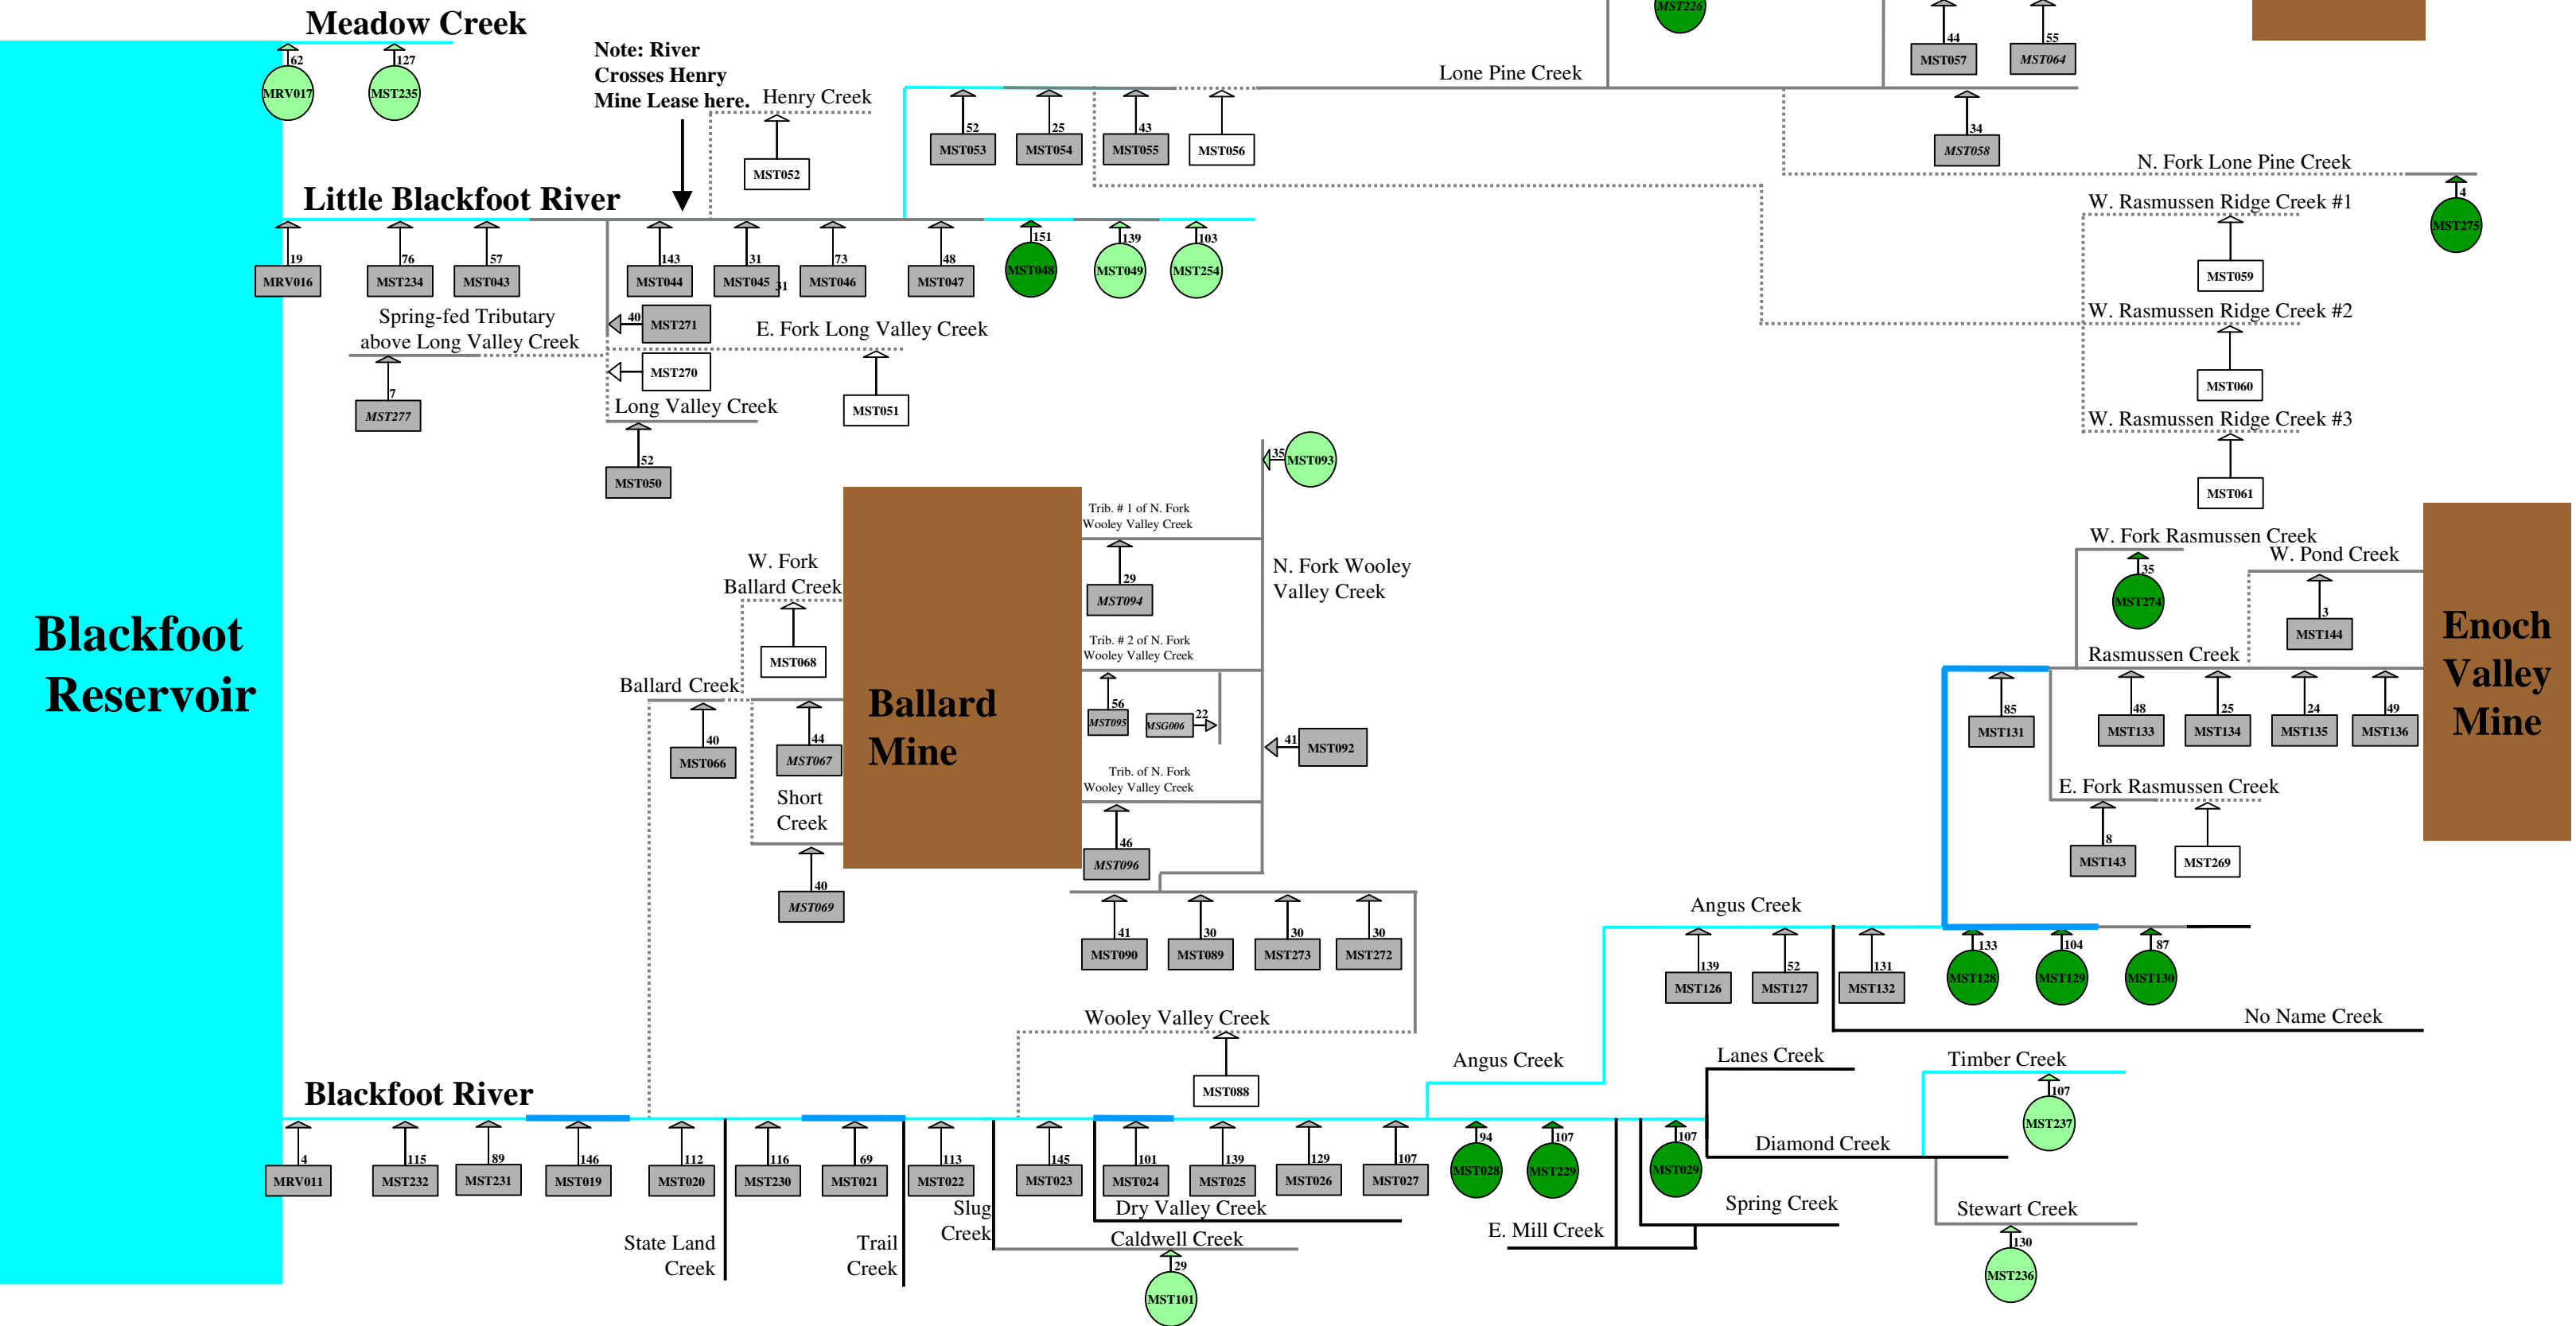 Meadow Creek
62
127
MRV017
MST235
Note: River
Crosses Henry
Mine Lease here.
Henry Creek
MST052
Lone Pine Creek
MST226
44
55
MST057
MST064
52
25
43
MST053
MST054
MST055
MST056
34
MST058
N. Fork Lone Pine Creek
4
MST275
Little Blackfoot River
19
76
57
143
31
73
48
151
139
103
MRV016
MST234
MST043
MST044
MST045
31
MST046
MST047
MST048
MST049
MST254
W. Rasmussen Ridge Creek #1
MST059
W. Rasmussen Ridge Creek #2
MST060
W. Rasmussen Ridge Creek #3
MST061
Spring-fed Tributary
above Long Valley Creek
7
MST277
40
MST271
E. Fork Long Valley Creek
MST270
MST051
Long Valley Creek
52
MST050
35
MST093
Trib. # 1 of N. Fork
Wooley Valley Creek
29
MST094
N. Fork Wooley
Valley Creek
W. Fork
Ballard Creek
MST068
Trib. # 2 of N. Fork
Wooley Valley Creek
56
MST095
22
MSG006
41
MST092
Ballard Creek
40
MST066
44
MST067
Ballard
Mine
Trib. of N. Fork
Wooley Valley Creek
46
MST096
Short
Creek
40
MST069
Blackfoot
Reservoir
W. Fork Rasmussen Creek
35
MST274
W. Pond Creek
3
MST144
Rasmussen Creek
Enoch
Valley
Mine
85
48
25
24
49
MST131
MST133
MST134
MST135
MST136
E. Fork Rasmussen Creek
8
MST143
MST269
41
30
30
30
MST090
MST089
MST273
MST272
Angus Creek
139
52
131
133
104
87
MST126
MST127
MST132
MST128
MST129
MST130
No Name Creek
Wooley Valley Creek
MST088
Angus Creek
Lanes Creek
Timber Creek
107
MST237
Diamond Creek
Blackfoot River
4
115
89
146
112
116
69
113
145
101
139
129
107
94
107
107
MRV011
MST232
MST231
MST019
MST020
MST230
MST021
MST022
MST023
MST024
MST025
MST026
MST027
MST028
MST229
MST029
Slug
Creek
Dry Valley Creek
Spring Creek
Stewart Creek
130
MST236
E. Mill Creek
State Land
Creek
Trail
Creek
Caldwell Creek
29
MST101